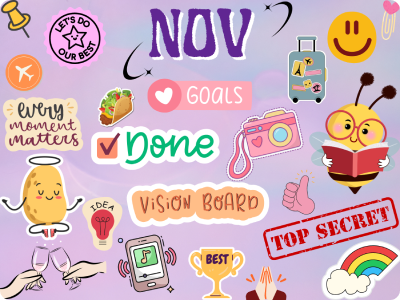 LET'S DO
OUR BEST
NOV
GOALS
every
moment
matters
Done
IDEA
VISION BOARD
TOP SECRET
BEST